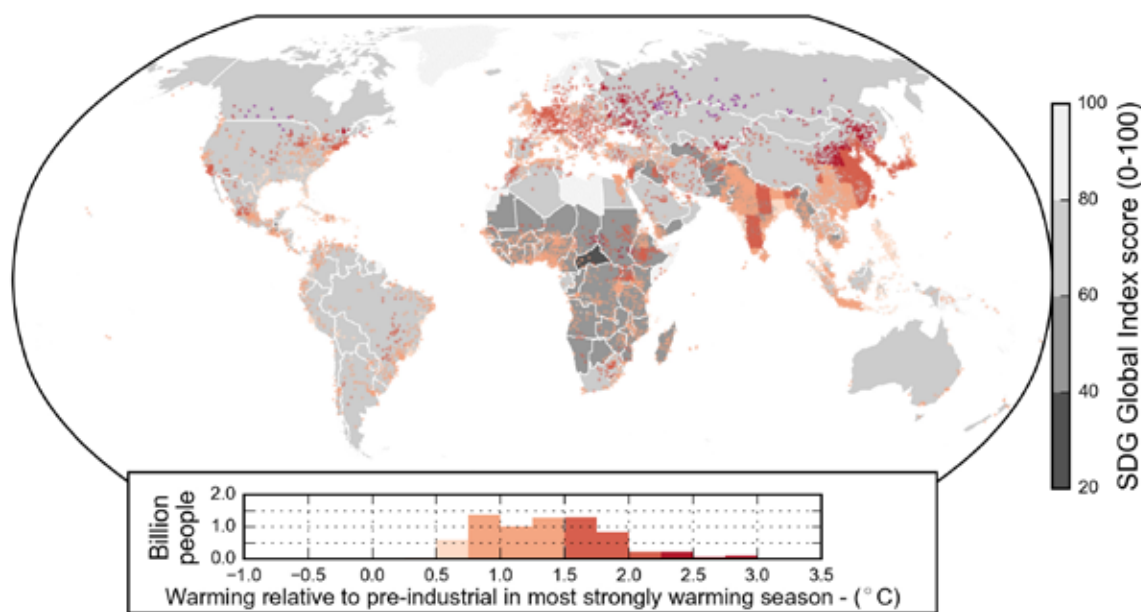 100
80
60
40
20
SDG Global Index score (0-100)
Billion
people
2.0
1.0
0.0
−1.0 −0.5 0.0 0.5 1.0 1.5 2.0 2.5 3.0 3.5
Warming relative to pre-industrial in most strongly warming season - (°C)